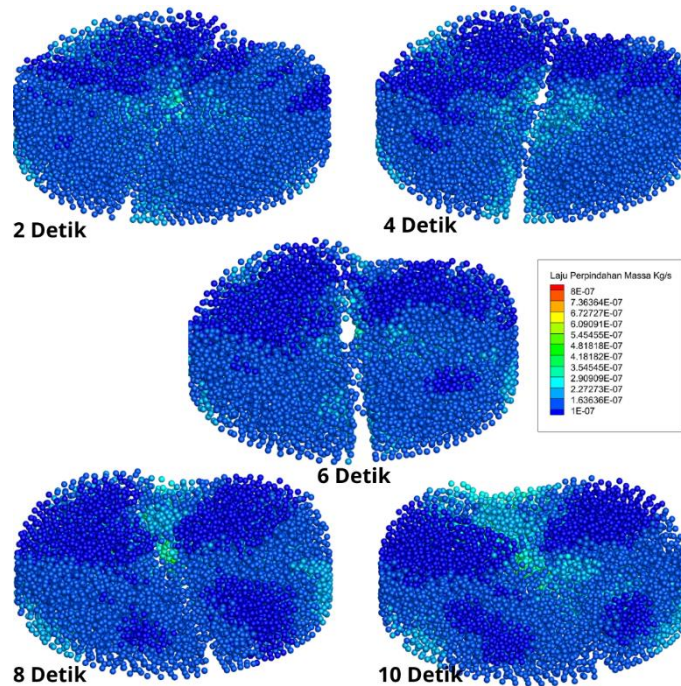 2 Detik
4 Detik
Laju Perpindahan Massa Kg/s
8E-07
7.36364E-07
6.72727E-07
6.09091E-07
5.45455E-07
4.81818E-07
4.18182E-07
3.54545E-07
2.90909E-07
2.27273E-07
1.63636E-07
1E-07
6 Detik
8 Detik
10 Detik